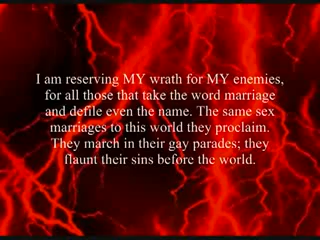 I am reserving MY wrath for MY enemies,
for all those that take the word marriage
and defile even the name. The same sex
marriages to this world they proclaim.
They march in their gay parades; they
flaunt their sins before the world.